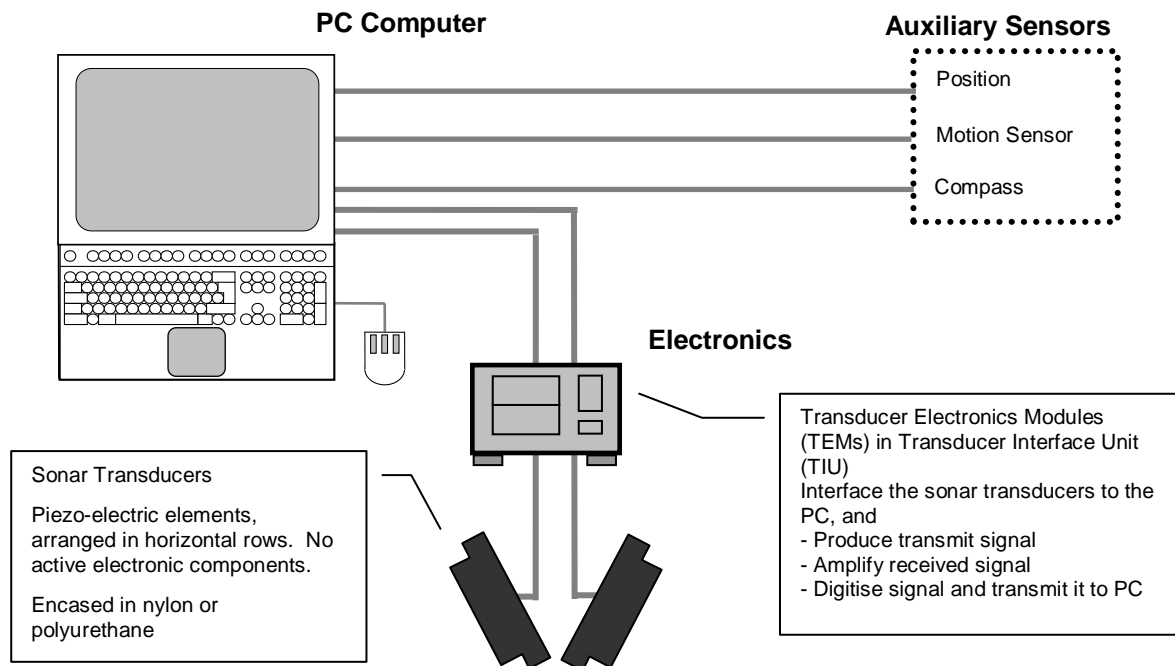 PC Computer
Auxiliary Sensors
Position
Motion Sensor
Compass
Electronics
Transducer Electronics Modules
(TEMs) in Transducer Interface Unit
(TIU)
Interface the sonar transducers to the
PC, and
- Produce transmit signal
- Amplify received signal
- Digitise signal and transmit it to PC
Sonar Transducers
Piezo-electric elements,
arranged in horizontal rows.  No
active electronic components.
Encased in nylon or
polyurethane